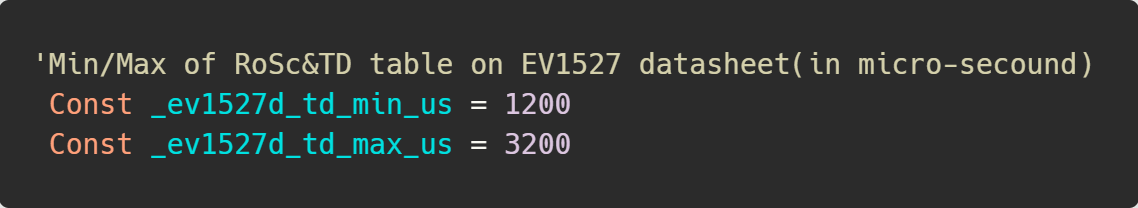 'Min/Max of RoSc&TD table on EV1527 datasheet(in micro-secound)
Const _ev1527d_td_min_us = 1200
Const _ev1527d_td_max_us = 3200